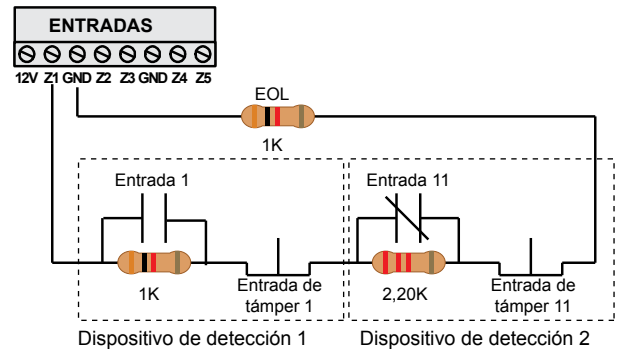 ENTRADAS
12V Z1 GND Z2 Z3 GND Z4 Z5
EOL
1K
Entrada 1
Entrada 11
1K
Entrada de
támper 1
2,20K
Entrada de
támper 11
Dispositivo de detección 1
Dispositivo de detección 2